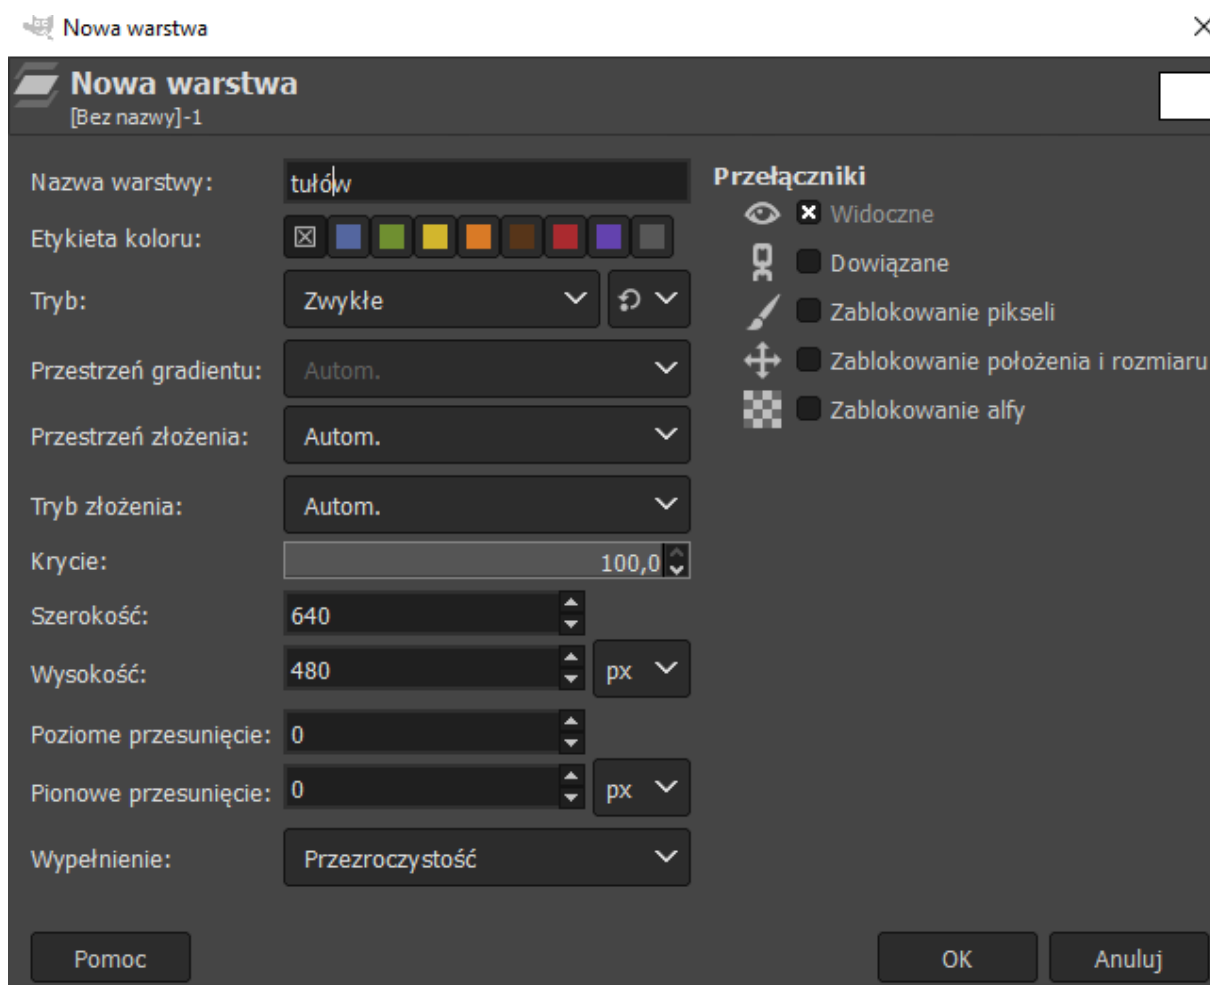 Nowa warstwa
Nowa warstwa
[Bez nazwy]-1
Nazwa warstwy: tułów
Etykieta koloru:
Tryb: Zwykłe
Przestrzeń gradientu: Autom.
Przestrzeń złożenia: Autom.
Tryb złożenia: Autom.
Krycie: 100,0
Szerokość: 640
Wysokość: 480 px
Poziome przesunięcie: 0
Pionowe przesunięcie: 0 px
Wypełnienie: Przezroczystość
Przełączniki
Widoczne
Dowiązane
Zablokowanie pikseli
Zablokowanie położenia i rozmiaru
Zablokowanie alfy
Pomoc OK Anuluj